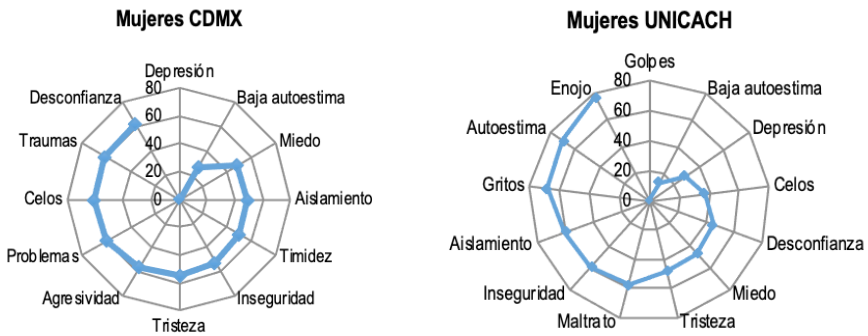 Mujeres CDMX
Depresión
Baja autoestima
Miedo
Aislamiento
Timidez
Inseguridad
Tristeza
Agresividad
Problemas
Celos
Traumas
Desconfianza
80
60
40
20
0
Mujeres UNICACH
Golpes
Baja autoestima
Depresión
Celos
Desconfianza
Miedo
Tristeza
Maltrato
Inseguridad
Aislamiento
Gritos
Autoestima
Enojo
80
60
40
20
0